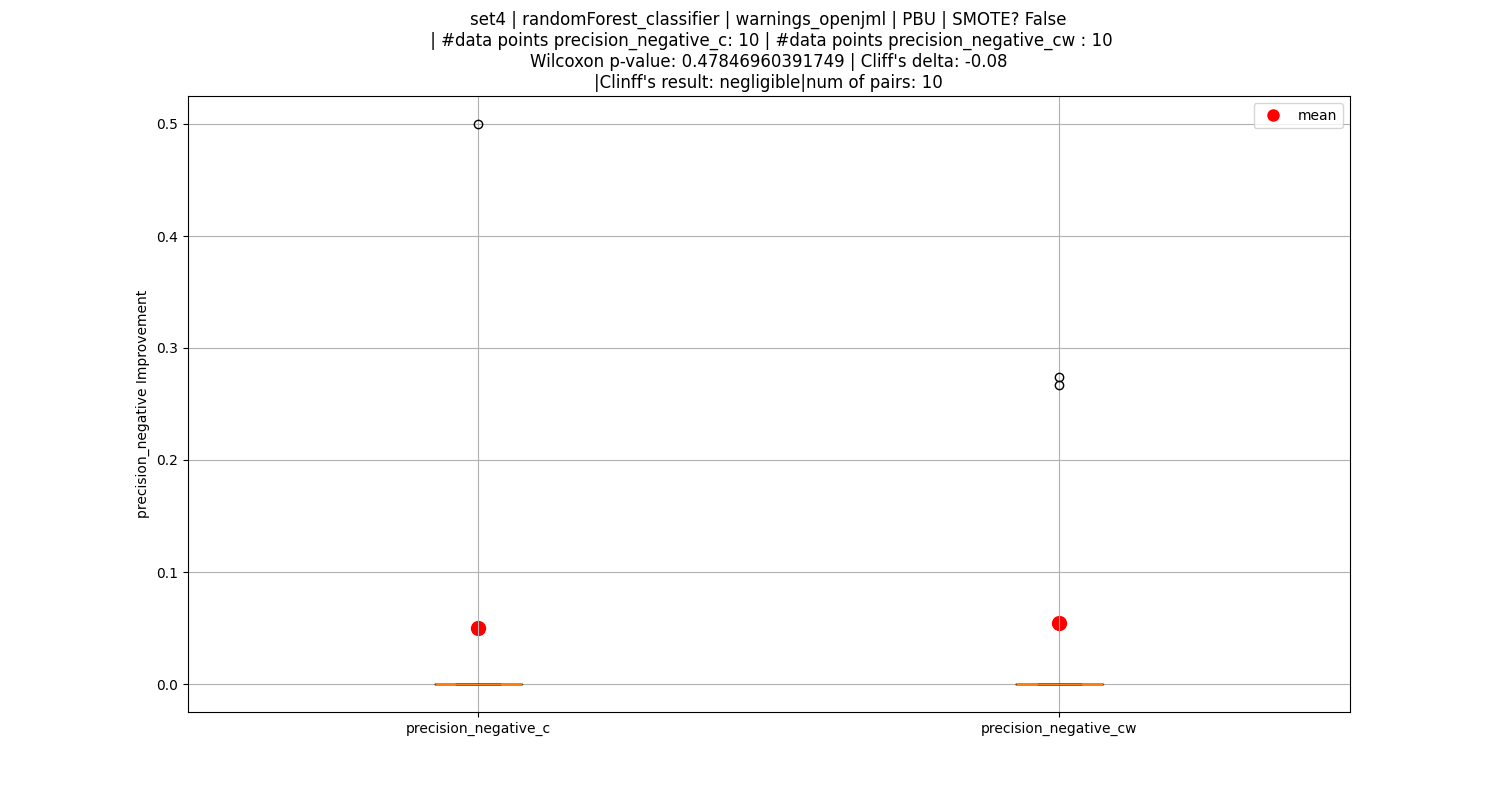 set4 | randomForest_classifier | warnings_openjml | PBU | SMOTE? False
| #data points precision_negative_c: 10 | #data points precision_negative_cw : 10
Wilcoxon p-value: 0.47846960391749 | Cliff's delta: -0.08
|Clinff's result: negligible|num of pairs: 10
mean
0.5
0.4
0.3
0.2
0.1
0.0
precision_negative Improvement
precision_negative_c
precision_negative_cw